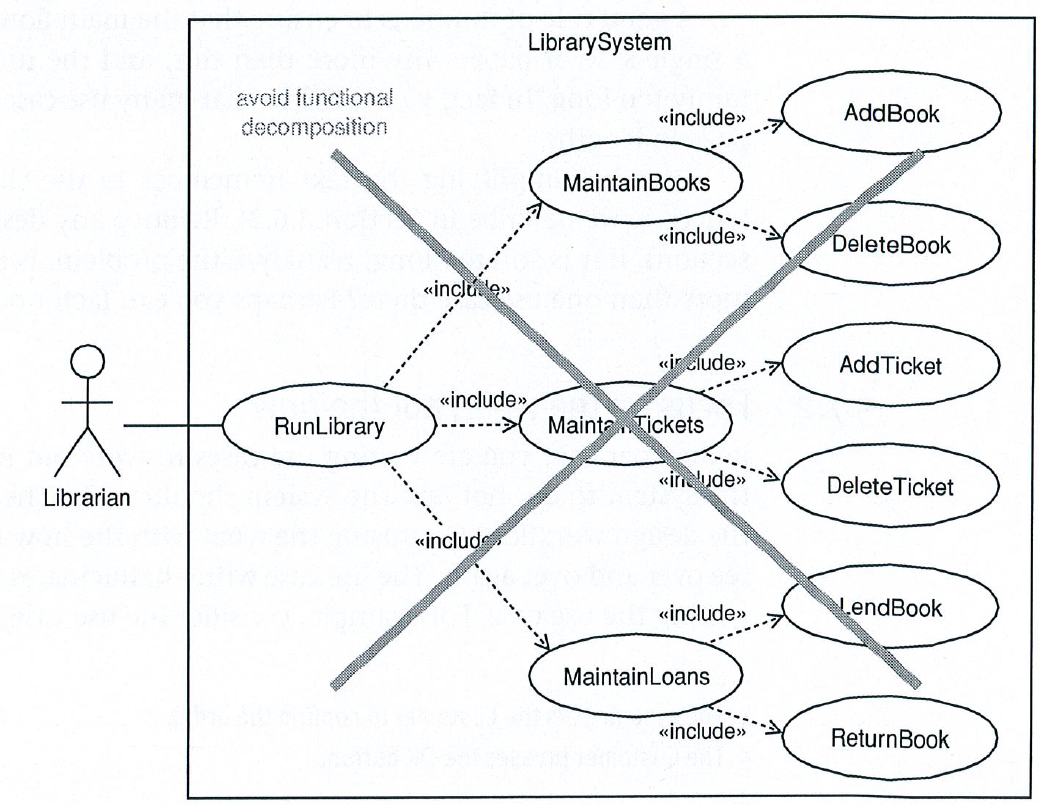 LibrarySystem
avoid functional
decomposition
«include»
AddBook
MaintainBooks
«include»
DeleteBook
«include»
«include»
AddTicket
Librarian
RunLibrary
«include»
MaintainTickets
«include»
DeleteTicket
«include»
«include»
LendBook
MaintainLoans
«include»
ReturnBook